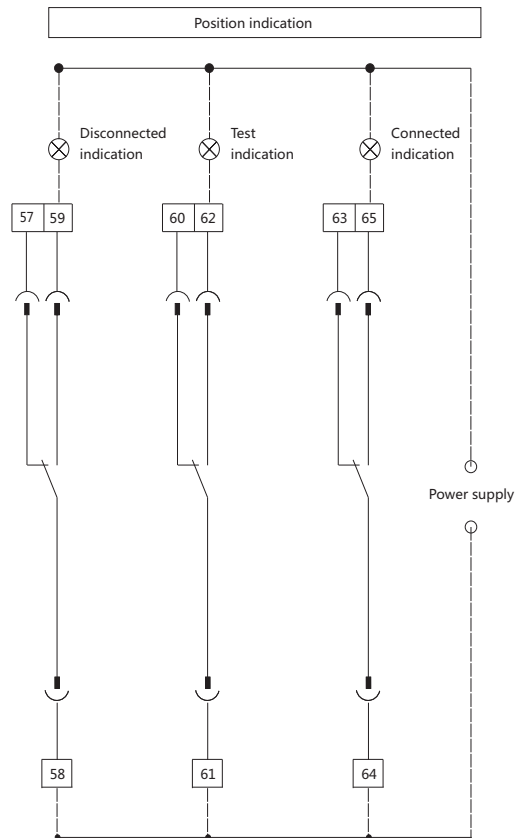 Position indication
Disconnected
indication
Test
indication
Connected
indication
57 59
60 62
63 65
Power supply
58
61
64